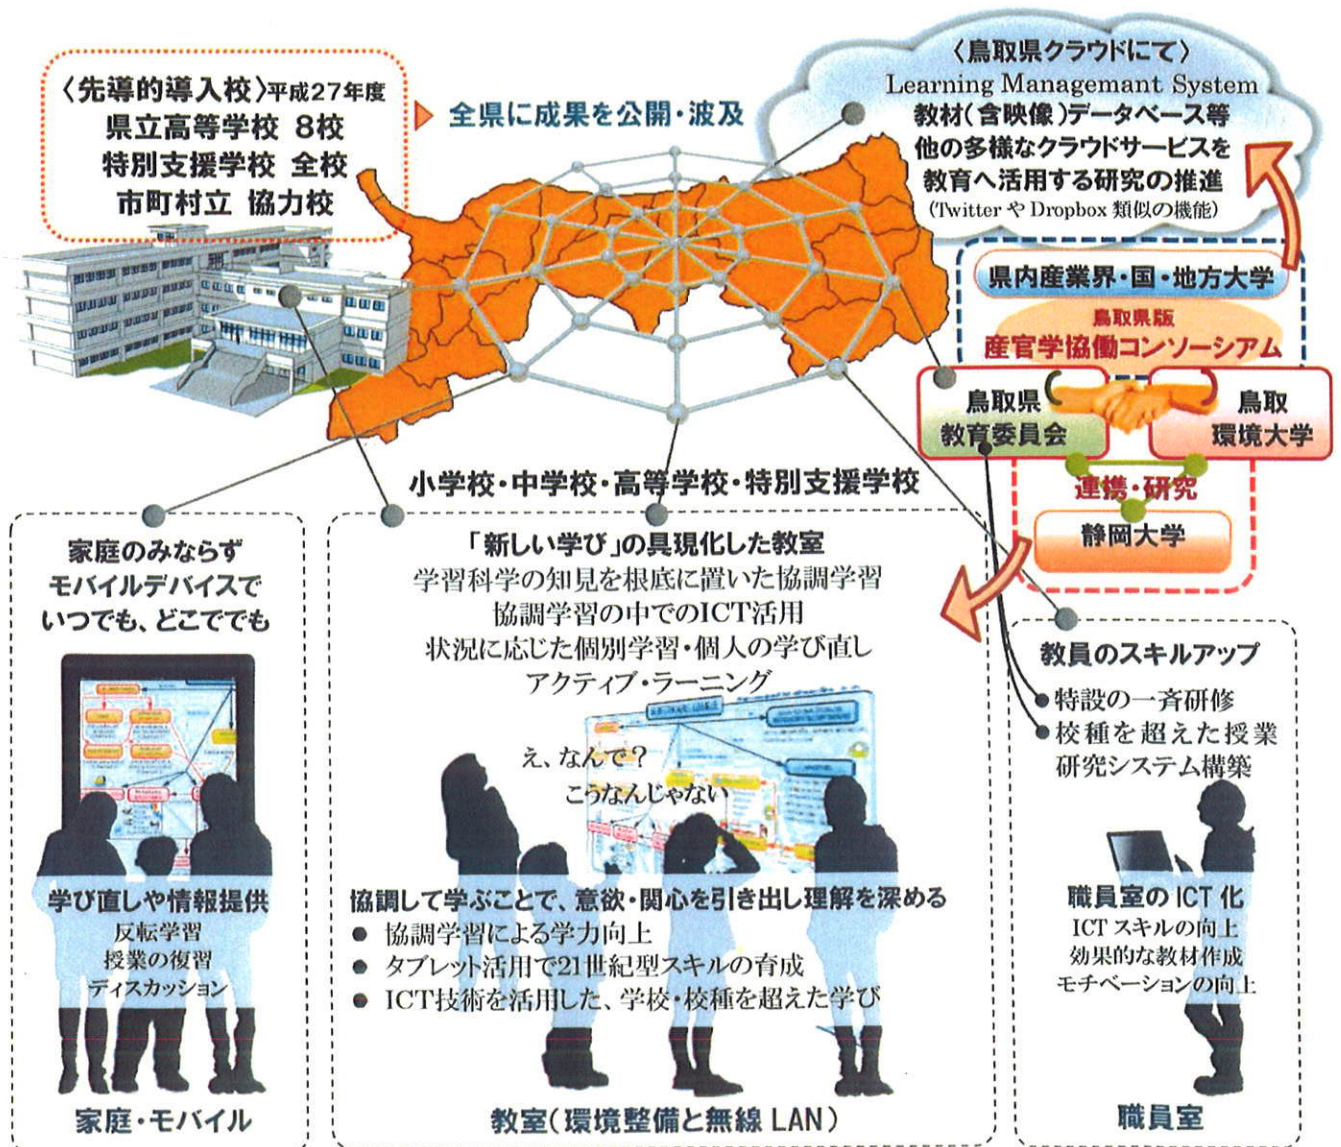 〈先導的導入校〉平成27年度
県立高等学校 8校
特別支援学校 全校
市町村立 協力校
全県に成果を公開・波及
〈鳥取県クラウドにて〉
Learning Managemant System
教材(含映像)データベース等
他の多様なクラウドサービスを
教育へ活用する研究の推進
(Twitter や Dropbox 類似の機能)
県内産業界・国・地方大学
鳥取県版
産官学協働コンソーシアム
鳥取県
教育委員会
鳥取
環境大学
連携・研究
静岡大学
小学校・中学校・高等学校・特別支援学校
家庭のみならず
モバイルデバイスで
いつでも、どこででも
学び直しや情報提供
反転学習
授業の復習
ディスカッション
家庭・モバイル
「新しい学び」の具現化した教室
学習科学の知見を根底に置いた協調学習
協調学習の中でのICT活用
状況に応じた個別学習・個人の学び直し
アクティブ・ラーニング
え、なんで？
こうなんじゃない
協調して学ぶことで、意欲・関心を引き出し理解を深める
● 協調学習による学力向上
● タブレット活用で21世紀型スキルの育成
● ICT技術を活用した、学校・校種を超えた学び
教室(環境整備と無線 LAN)
教員のスキルアップ
●特設の一斉研修
●校種を超えた授業
研究システム構築
職員室の ICT 化
ICT スキルの向上
効果的な教材作成
モチベーションの向上
職員室